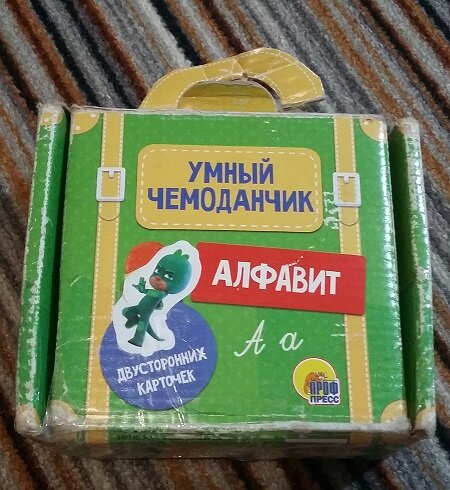 УМНЫЙ
ЧЕМОДАНЧИК
АЛФАВИТ
А а
ДВУСТОРОННИХ
КАРТОЧЕК
ПРОФ
ПРЕСС